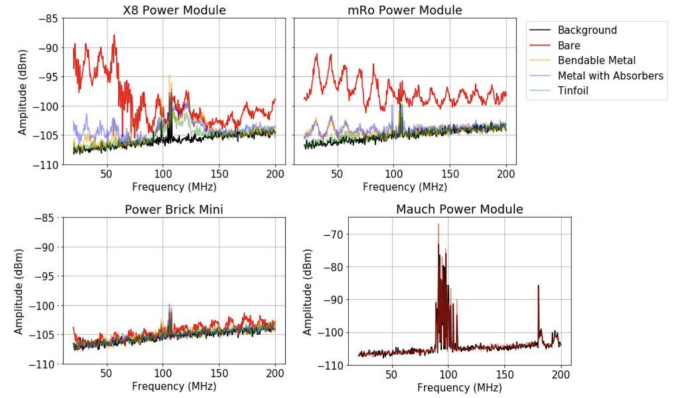 X8 Power Module
mRo Power Module
Amplitude (dBm)
−85
−90
−95
−100
−105
−110
50
100
150
200
Frequency (MHz)
50
100
150
200
Frequency (MHz)
Background
Bare
Bendable Metal
Metal with Absorbers
Tinfoil
Power Brick Mini
Mauch Power Module
Amplitude (dBm)
−85
−90
−95
−100
−105
−110
50
100
150
200
Frequency (MHz)
Amplitude (dBm)
−70
−80
−90
−100
−110
50
100
150
200
Frequency (MHz)